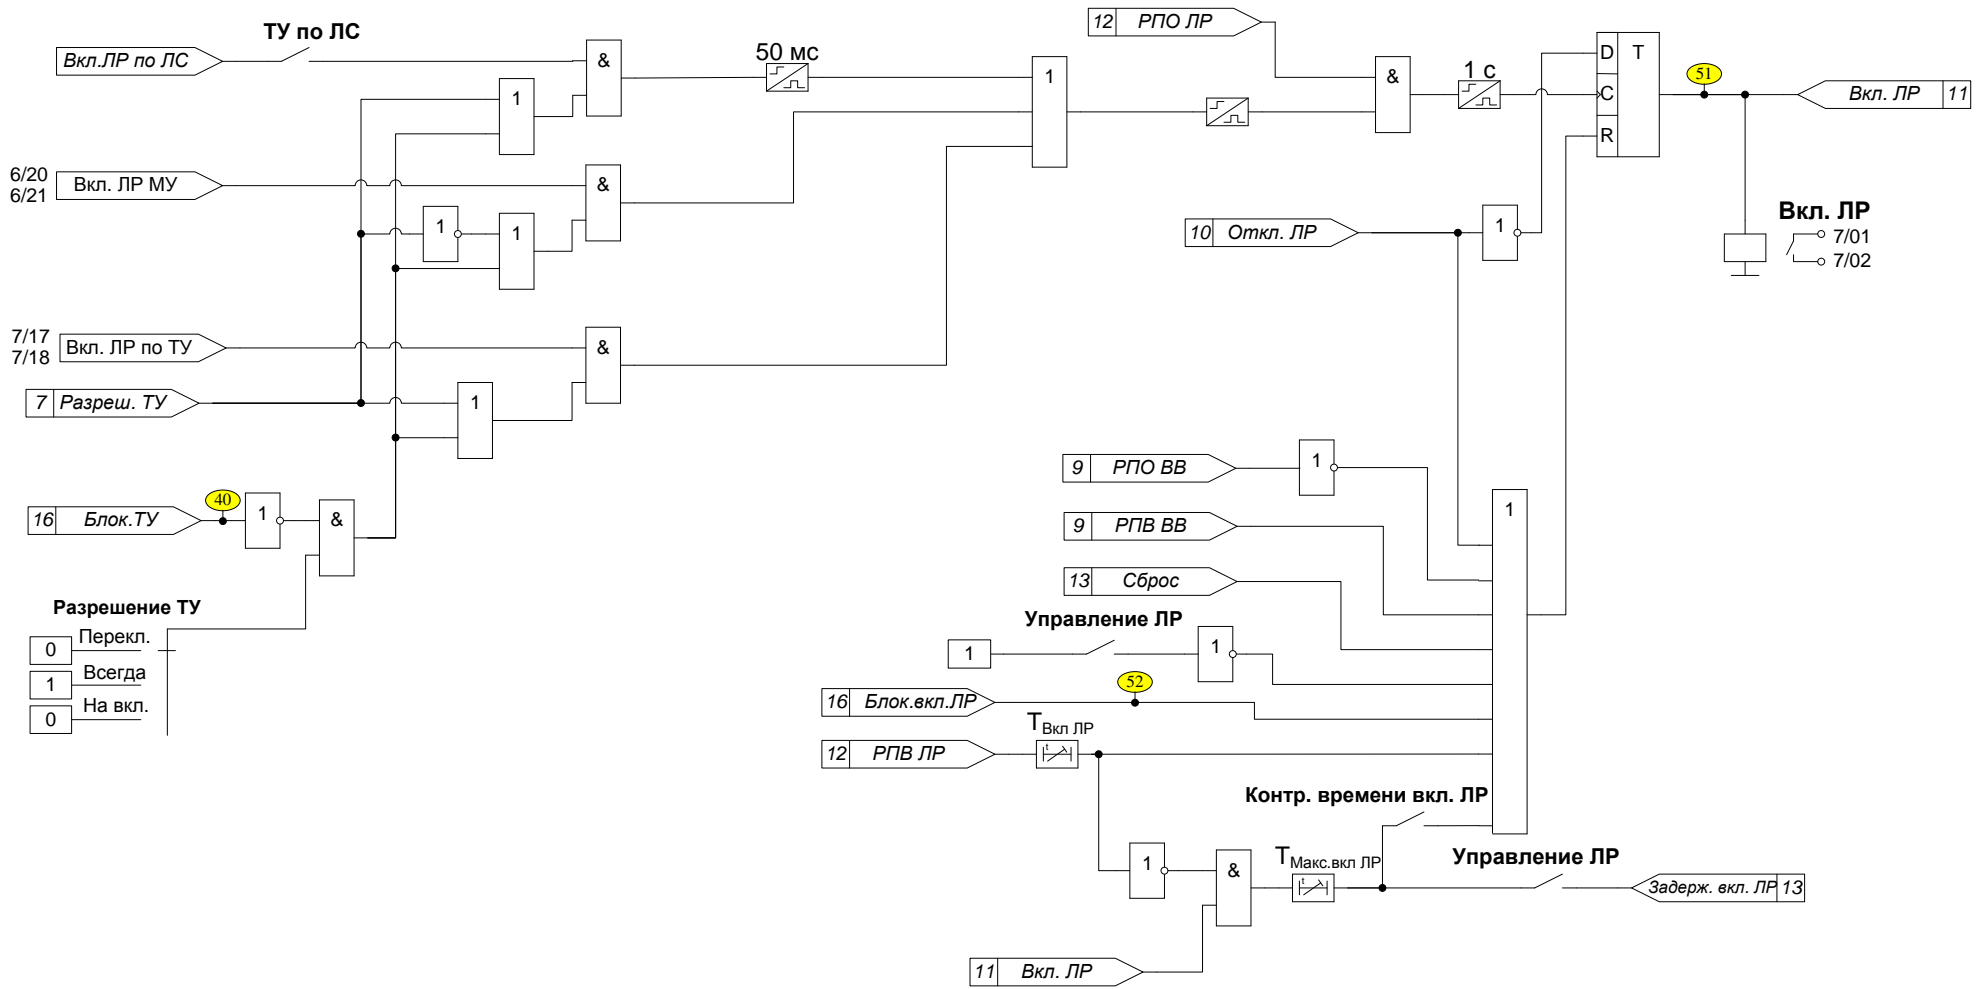 ТУ по ЛС
12 РПО ЛР
Вкл.ЛР по ЛС
&
50 мс
1
&
1 с
D T
C
R
51
Вкл. ЛР 11
1
6/20
6/21
Вкл. ЛР МУ
&
1
1
10 Откл. ЛР
1
Вкл. ЛР
7/01
7/02
7/17
7/18
Вкл. ЛР по ТУ
&
7 Разреш. ТУ
1
9 РПО ВВ
1
16 Блок.ТУ
40
1
&
9 РПВ ВВ
1
13 Сброс
Разрешение ТУ
0 Перекл.
1 Всегда
0 На вкл.
Управление ЛР
1
1
16 Блок.вкл.ЛР
52
12 РПВ ЛР
TВкл ЛР
Контр. времени вкл. ЛР
1
&
TМакс.вкл ЛР
Управление ЛР
Задерж. вкл. ЛР 13
11 Вкл. ЛР